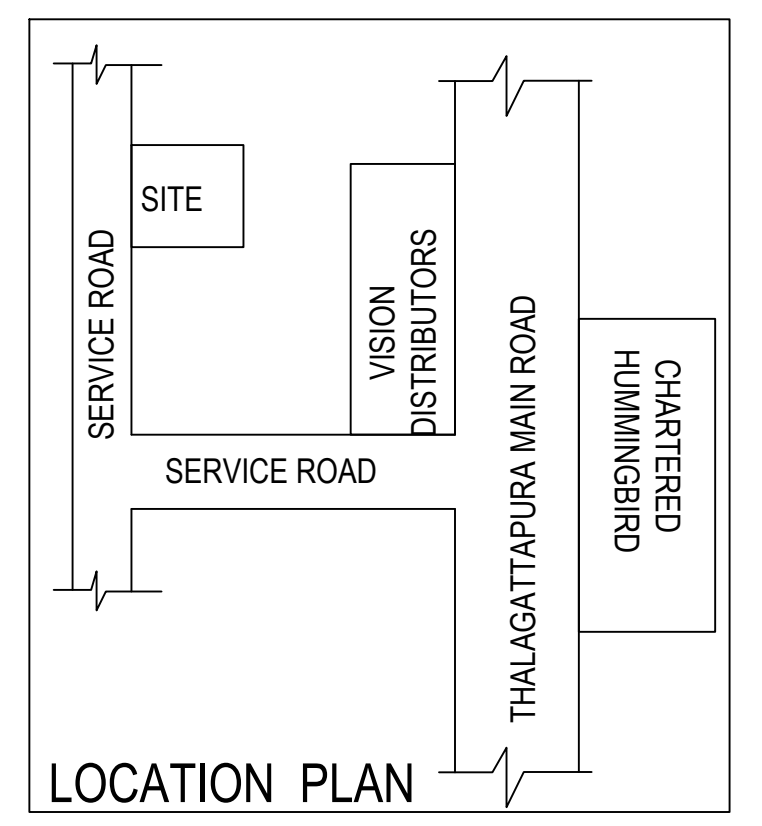 SITE
SERVICE ROAD
VISION
DISTRIBUTORS
SERVICE ROAD
THALAGATTAPURA MAIN ROAD
CHARTERED
HUMMINGBIRD
LOCATION PLAN